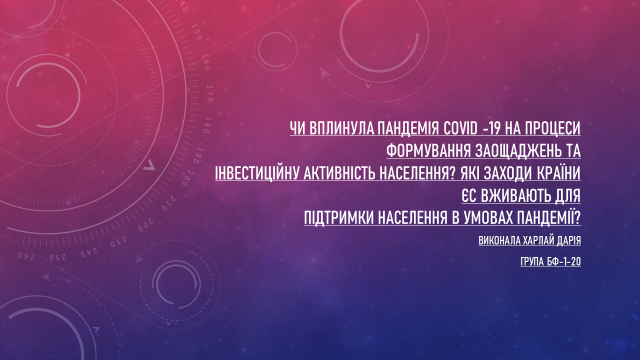 ЧИ ВПЛИНУЛА ПАНДЕМІЯ COVID -19 НА ПРОЦЕСИ
ФОРМУВАННЯ ЗАОЩАДЖЕНЬ ТА
ІНВЕСТИЦІЙНУ АКТИВНІСТЬ НАСЕЛЕННЯ? ЯКІ ЗАХОДИ КРАЇНИ
ЄС ВЖИВАЮТЬ ДЛЯ
ПІДТРИМКИ НАСЕЛЕННЯ В УМОВАХ ПАНДЕМІЇ?
ВИКОНАЛА ХАРЛАЙ ДАРІЯ
ГРУПА БФ-1-20